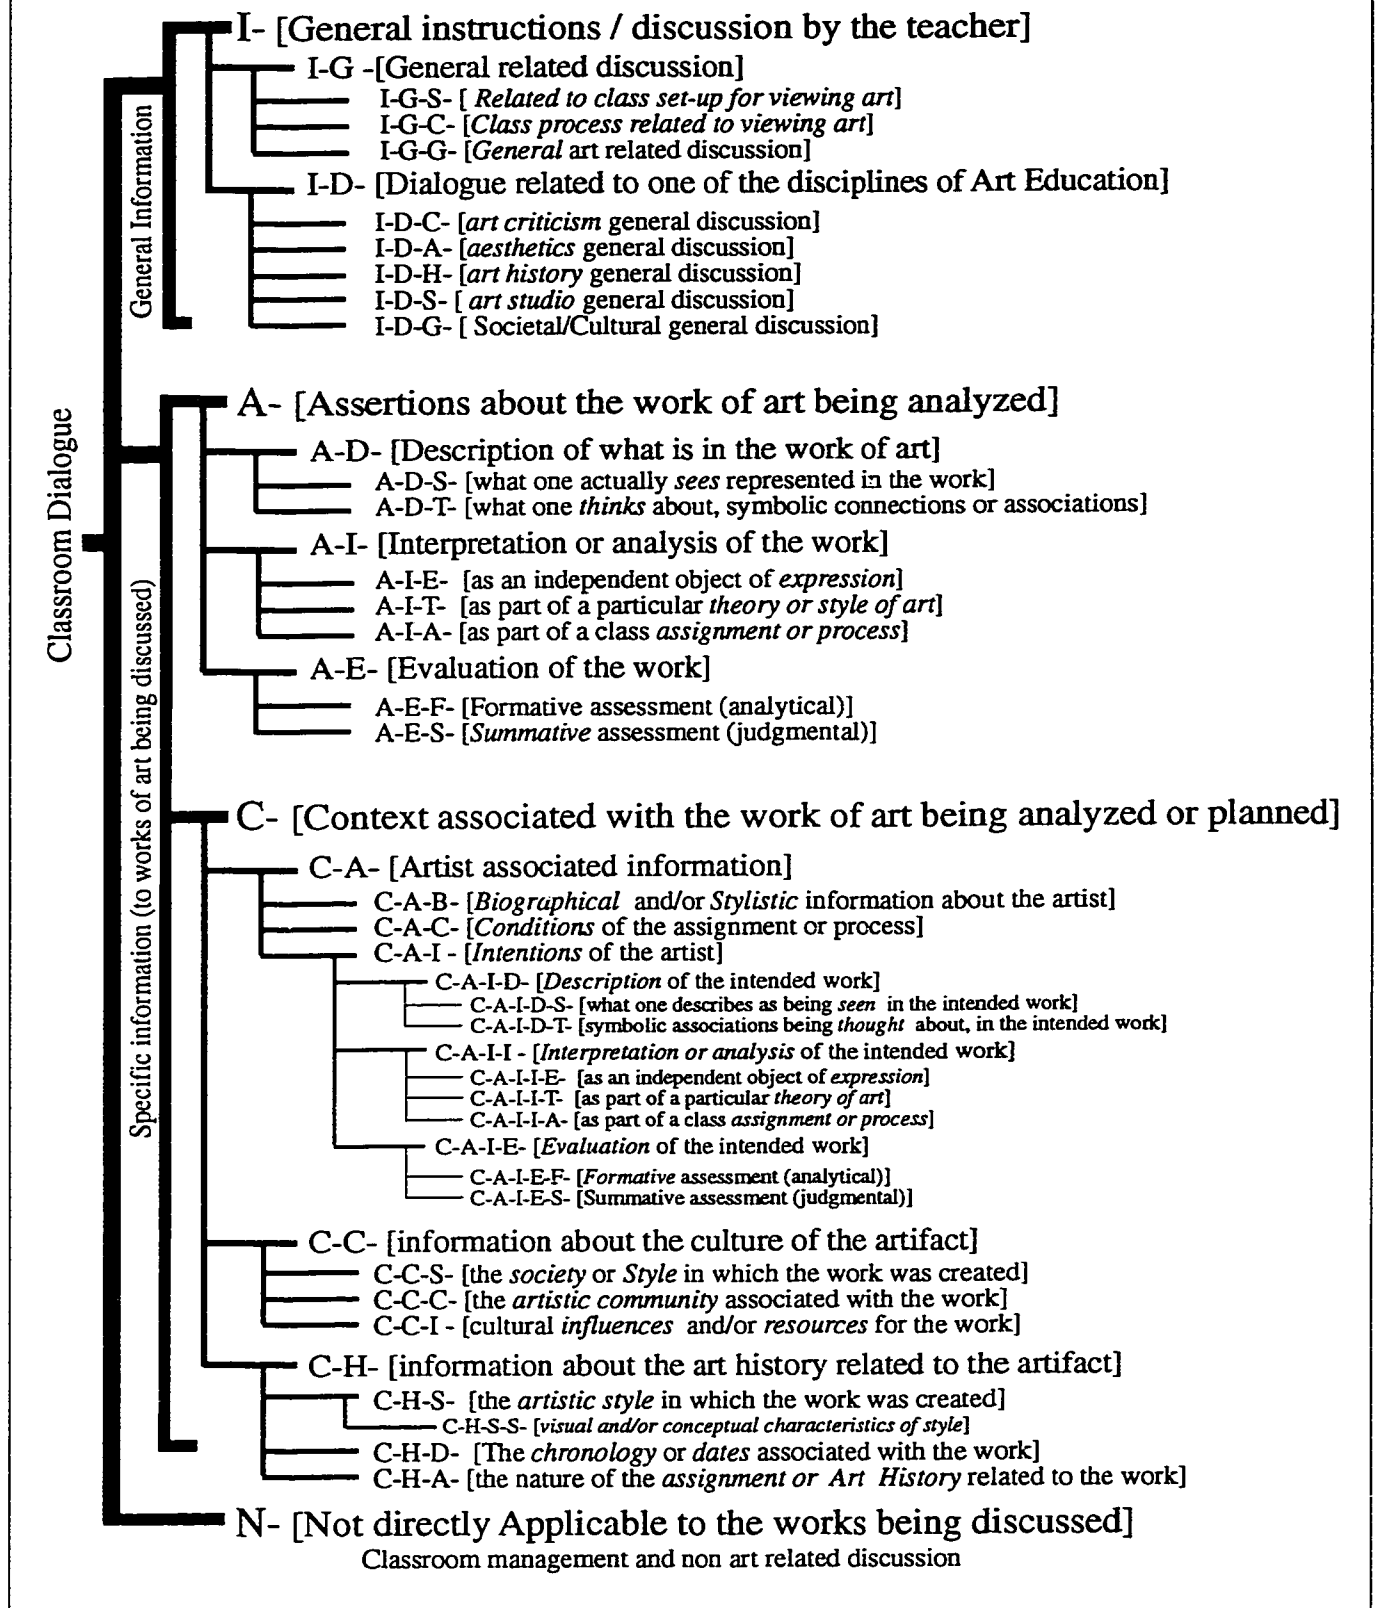 Classroom Dialogue
General Information
I- [General instructions / discussion by the teacher]
I-G -[General related discussion]
I-G-S- [ Related to class set-up for viewing art]
I-G-C- [Class process related to viewing art]
I-G-G- [General art related discussion]
I-D- [Dialogue related to one of the disciplines of Art Education]
I-D-C- [art criticism general discussion]
I-D-A- [aesthetics general discussion]
I-D-H- [art history general discussion]
I-D-S- [ art studio general discussion]
I-D-G- [ Societal/Cultural general discussion]
Specific information (to works of art being discussed)
A- [Assertions about the work of art being analyzed]
A-D- [Description of what is in the work of art]
A-D-S- [what one actually sees represented in the work]
A-D-T- [what one thinks about, symbolic connections or associations]
A-I- [Interpretation or analysis of the work]
A-I-E- [as an independent object of expression]
A-I-T- [as part of a particular theory or style of art]
A-I-A- [as part of a class assignment or process]
A-E- [Evaluation of the work]
A-E-F- [Formative assessment (analytical)]
A-E-S- [Summative assessment (judgmental)]
C- [Context associated with the work of art being analyzed or planned]
C-A- [Artist associated information]
C-A-B- [Biographical and/or Stylistic information about the artist]
C-A-C- [Conditions of the assignment or process]
C-A-I - [Intentions of the artist]
C-A-I-D- [Description of the intended work]
C-A-I-D-S- [what one describes as being seen in the intended work]
C-A-I-D-T- [symbolic associations being thought about, in the intended work]
C-A-I-I - [Interpretation or analysis of the intended work]
C-A-I-I-E- [as an independent object of expression]
C-A-I-I-T- [as part of a particular theory of art]
C-A-I-I-A- [as part of a class assignment or process]
C-A-I-E- [Evaluation of the intended work]
C-A-I-E-F- [Formative assessment (analytical)]
C-A-I-E-S- [Summative assessment (judgmental)]
C-C- [information about the culture of the artifact]
C-C-S- [the society or Style in which the work was created]
C-C-C- [the artistic community associated with the work]
C-C-I - [cultural influences and/or resources for the work]
C-H- [information about the art history related to the artifact]
C-H-S- [the artistic style in which the work was created]
C-H-S-S- [visual and/or conceptual characteristics of style]
C-H-D- [The chronology or dates associated with the work]
C-H-A- [the nature of the assignment or Art History related to the work]
N- [Not directly Applicable to the works being discussed]
Classroom management and non art related discussion